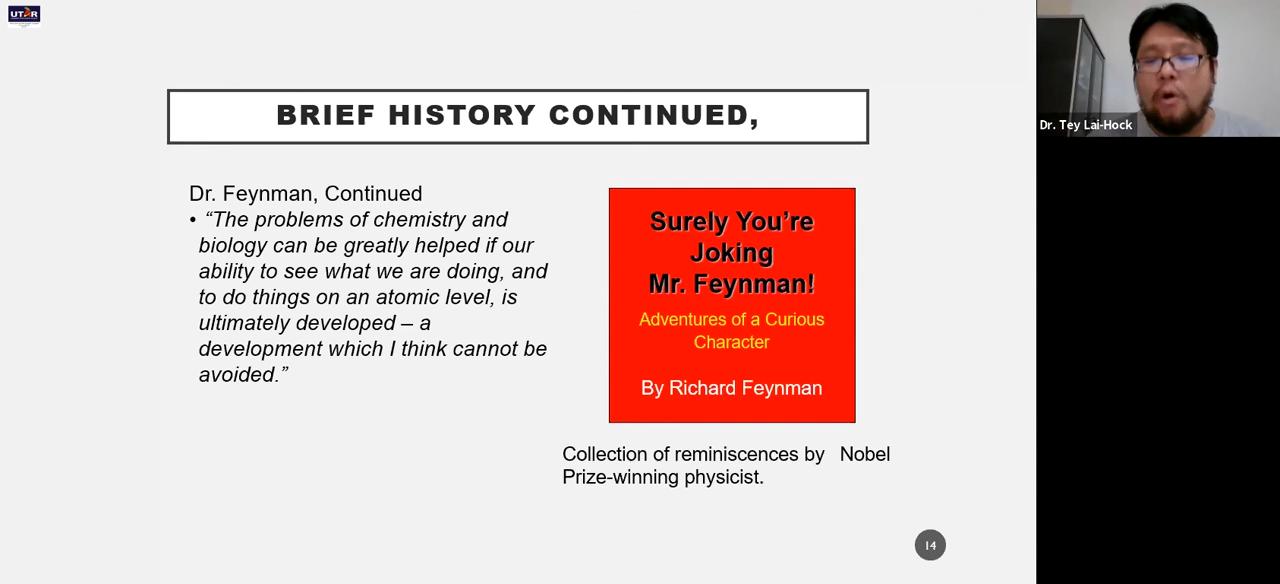 UTAR
BRIEF HISTORY CONTINUED,
Dr. Feynman, Continued
• “The problems of chemistry and
biology can be greatly helped if our
ability to see what we are doing, and
to do things on an atomic level, is
ultimately developed – a
development which I think cannot be
avoided.”
Surely You’re
Joking
Mr. Feynman!
Adventures of a Curious
Character
By Richard Feynman
Collection of reminiscences by Nobel
Prize-winning physicist.
14
Dr. Tey Lai-Hock